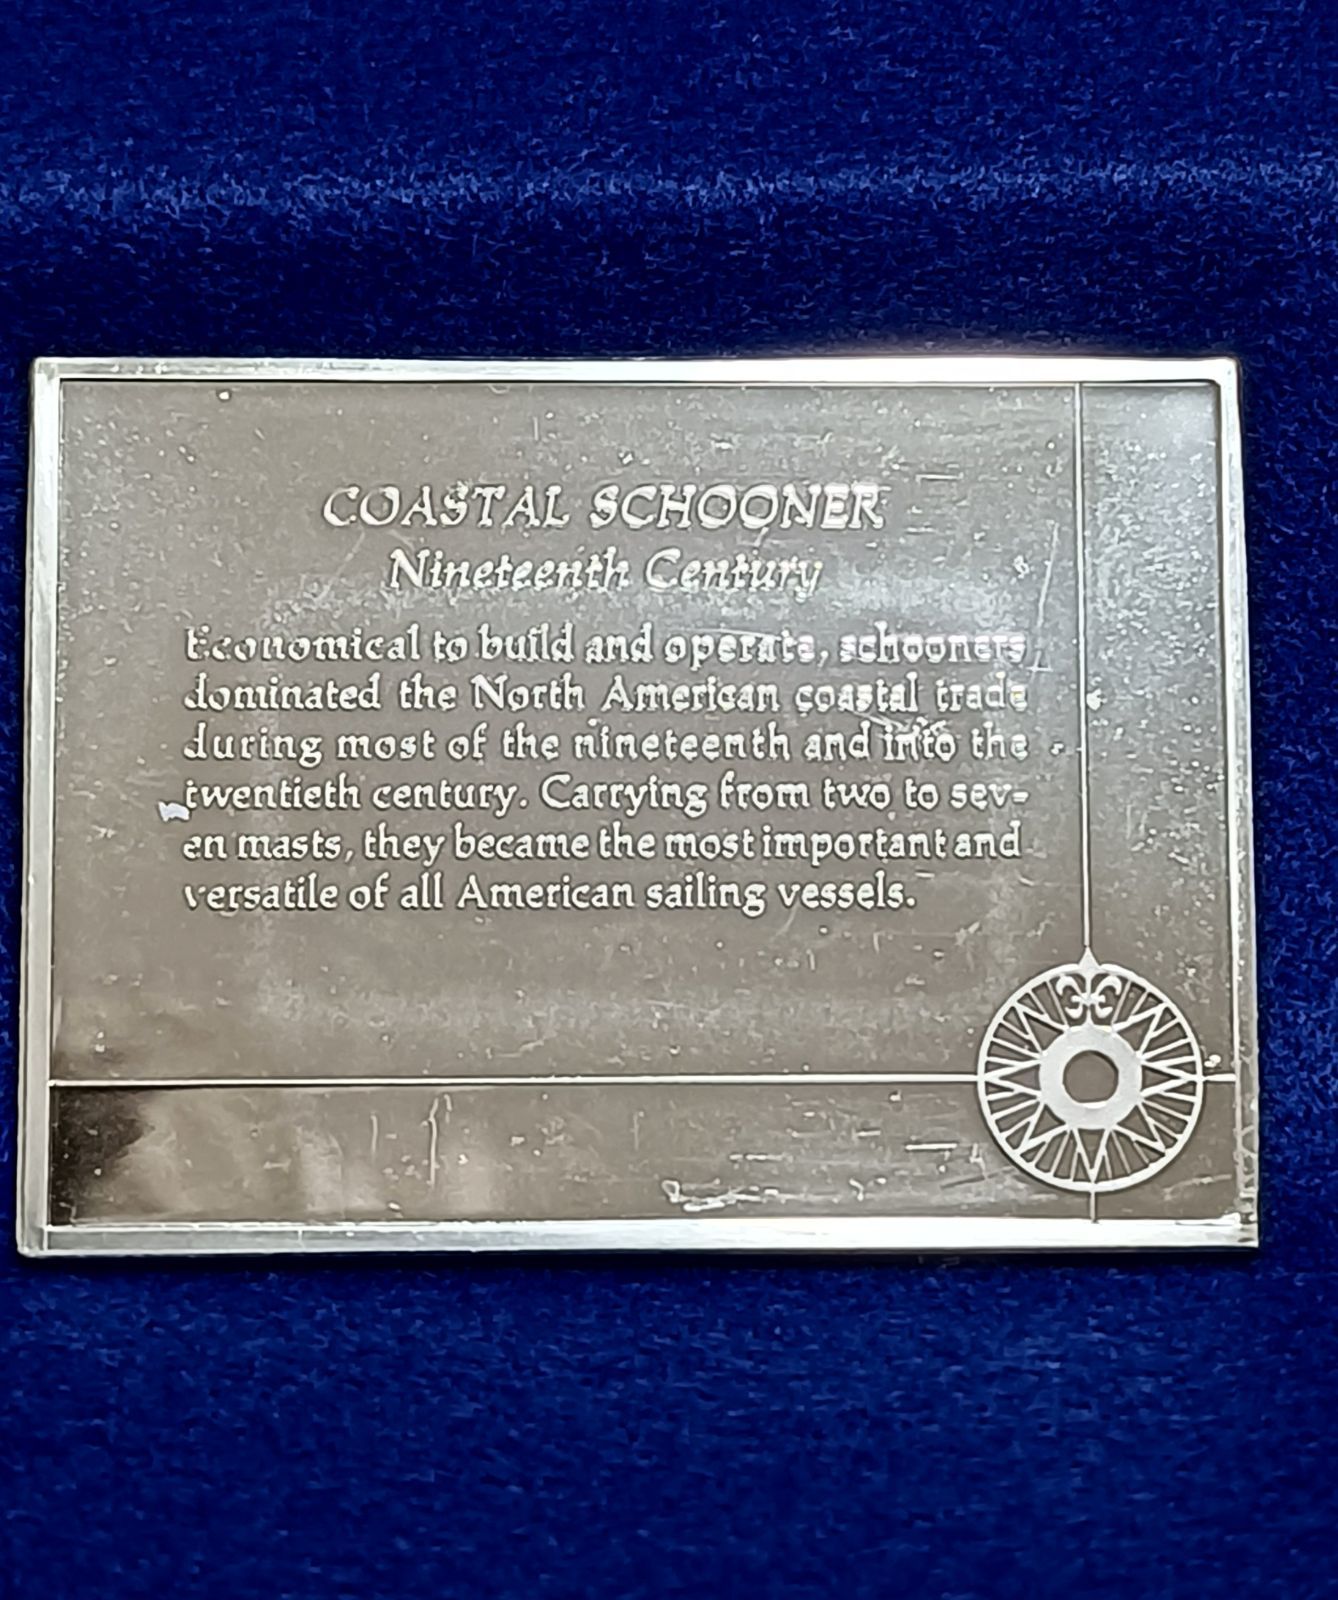 COASTAL SCHOONER
Nineteenth Century
Economical to build and operate, schooners
dominated the North American coastal trade
during most of the nineteenth and into the
twentieth century. Carrying from two to sev-
en masts, they became the most important and
versatile of all American sailing vessels.